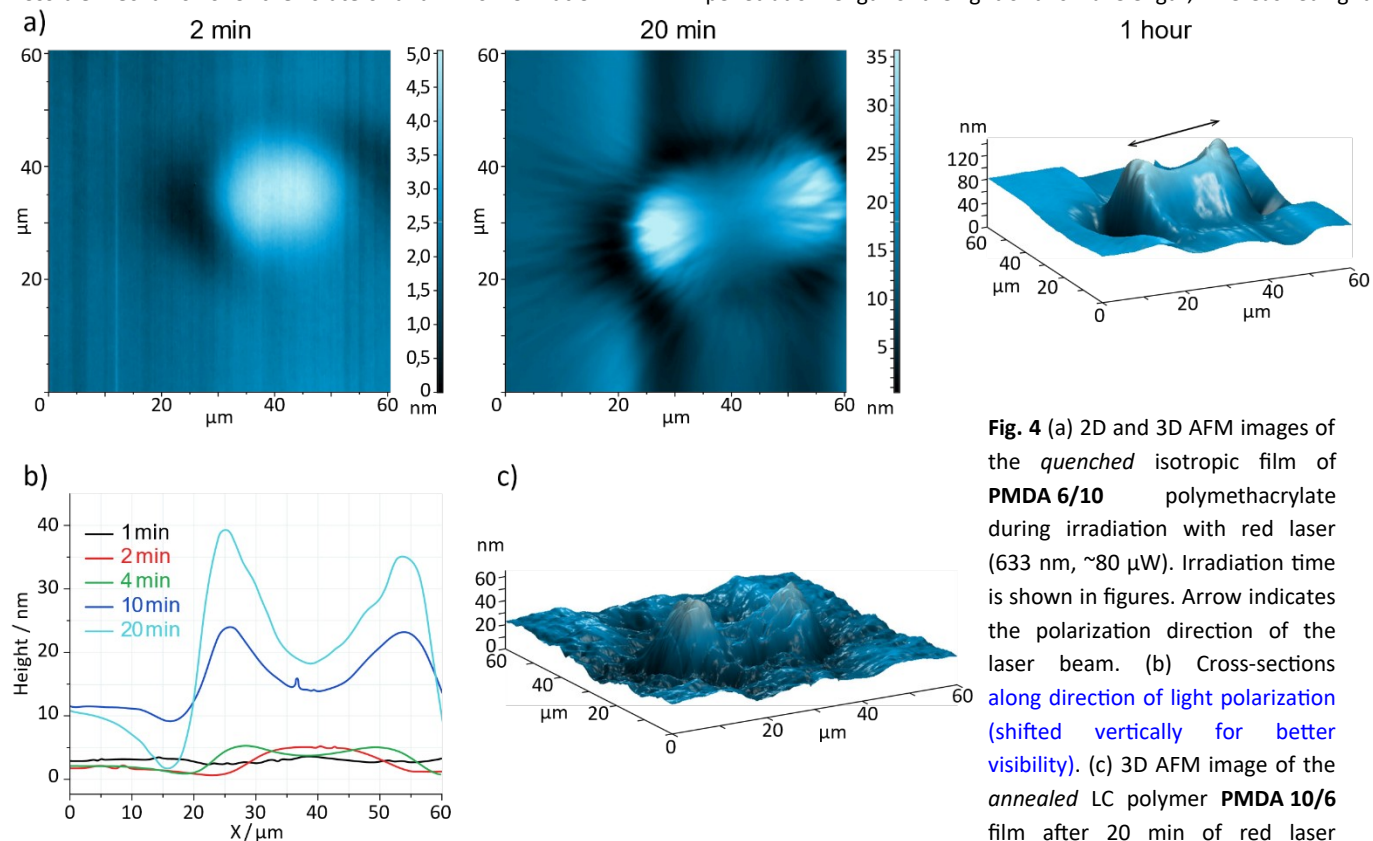 a)
2 min
20 min
1 hour
60
40
20
0
20
40
60
μm
μm
5,0
4,5
4,0
3,5
3,0
2,5
2,0
1,5
1,0
0,5
0
nm
60
40
20
0
20
40
60
μm
35
30
25
20
15
10
5
nm
nm
120
80
40
0
60
40
20
μm
0
20
40
60
μm
b)
Height / nm
40
30
20
10
0
1 min
2 min
4 min
10 min
20 min
0
10
20
30
40
50
60
X / μm
c)
nm
60
40
20
0
60
40
20
μm
0
20
40
60
μm
Fig. 4 (a) 2D and 3D AFM images of
the quenched isotropic film of
PMDA 6/10 polymethacrylate
during irradiation with red laser
(633 nm, ~80 μW). Irradiation time
is shown in figures. Arrow indicates
the polarization direction of the
laser beam. (b) Cross-sections
along direction of light polarization
(shifted vertically for better
visibility). (c) 3D AFM image of the
annealed LC polymer PMDA 10/6
film after 20 min of red laser